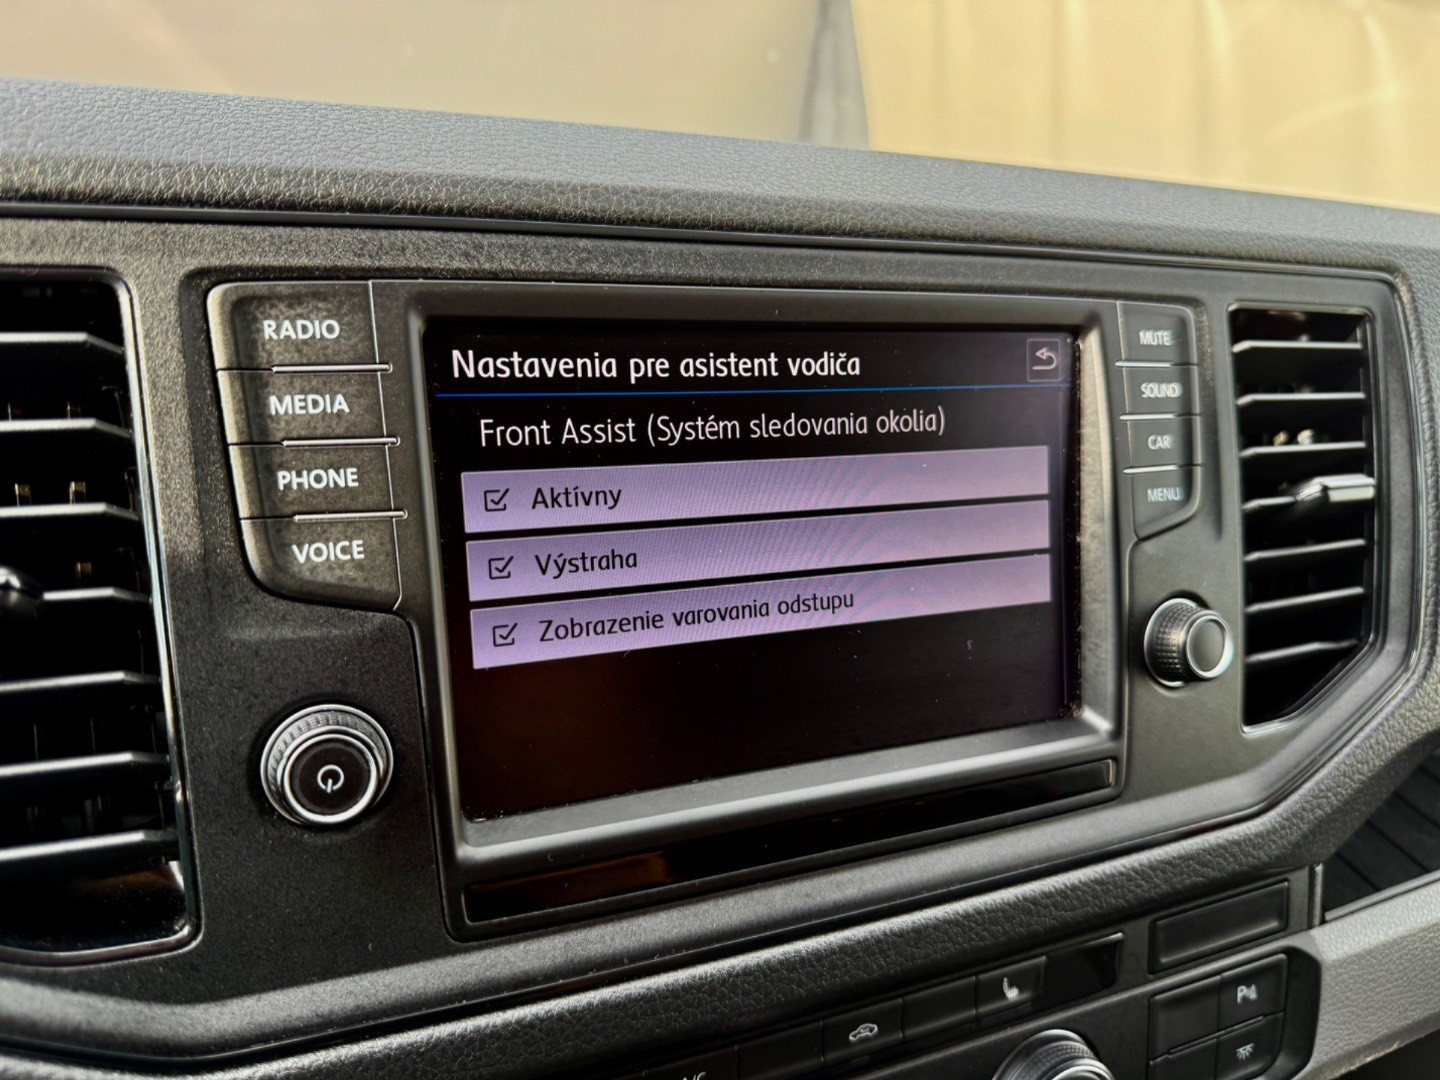 RADIO
MEDIA
PHONE
VOICE
Nastavenia pre asistent vodiča
Front Assist (Systém sledovania okolia)
Aktívny
Výstraha
Zobrazenie varovania odstupu
MUTE
SOUND
CAR
MENU